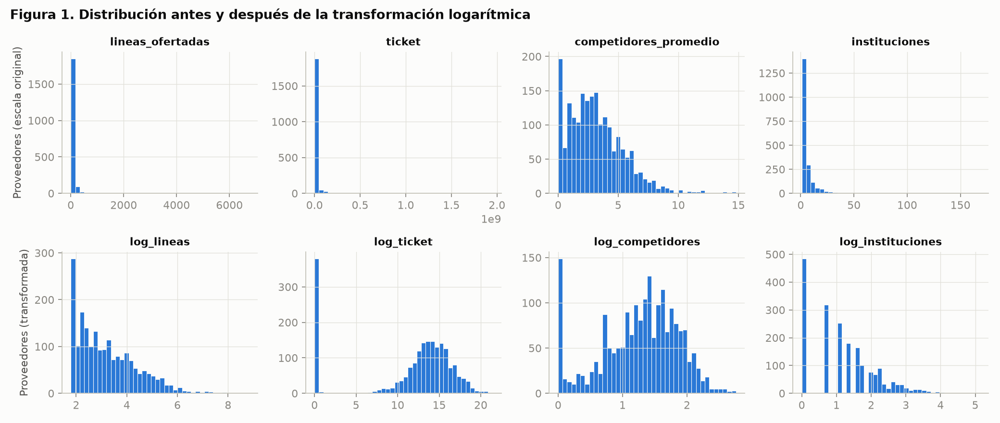 Figura 1. Distribución antes y después de la transformación logarítmica
lineas_ofertadas
ticket
competidores_promedio
instituciones
Proveedores (escala original)
1500
1000
500
0
0 2000 4000 6000
1500
1000
500
0
0.0 0.5 1.0 1.5 2.0
1e9
200
150
100
50
0
0 5 10 15
1250
1000
750
500
250
0
0 50 100 150
log_lineas
log_ticket
log_competidores
log_instituciones
Proveedores (transformada)
300
200
100
0
2 4 6 8
300
200
100
0
0 5 10 15 20
150
100
50
0
0 1 2
500
400
300
200
100
0
0 1 2 3 4 5